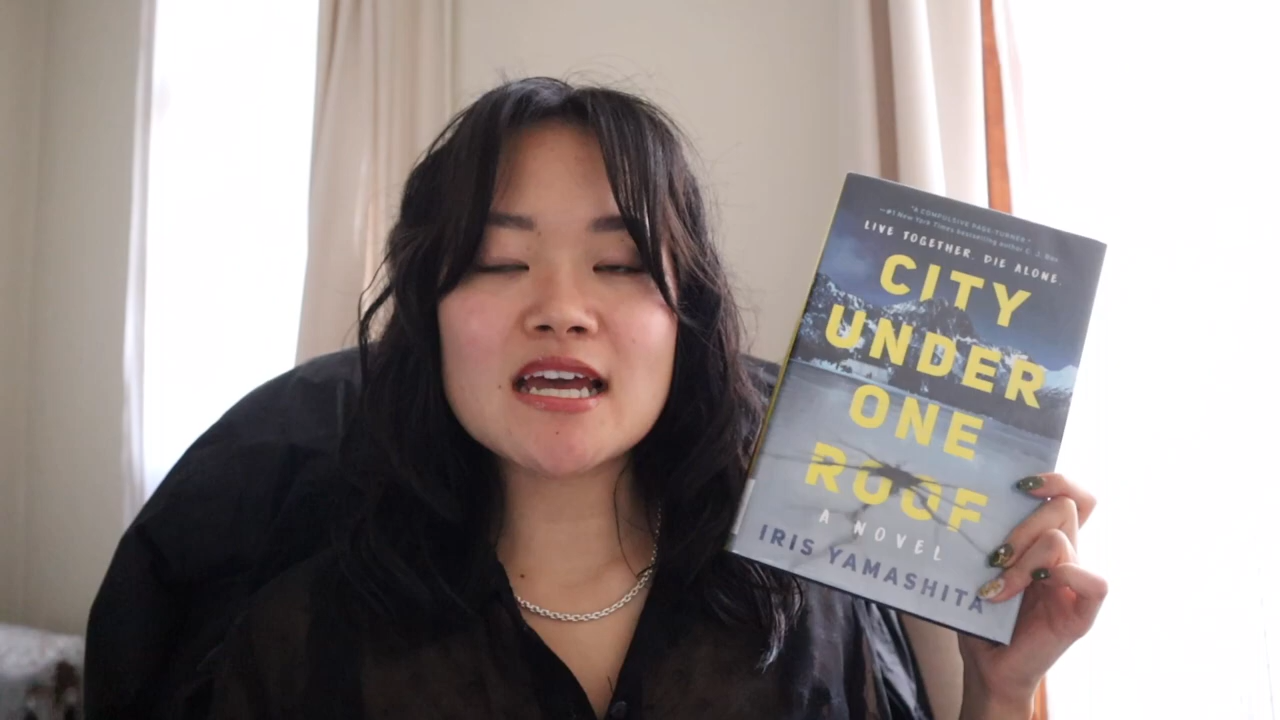 "A COMPULSIVE PAGE-TURNER."
—#1 New York Times bestselling author C. J. Box
LIVE TOGETHER. DIE ALONE.
CITY
UNDER
ONE
ROOF
A NOVEL
IRIS YAMASHITA